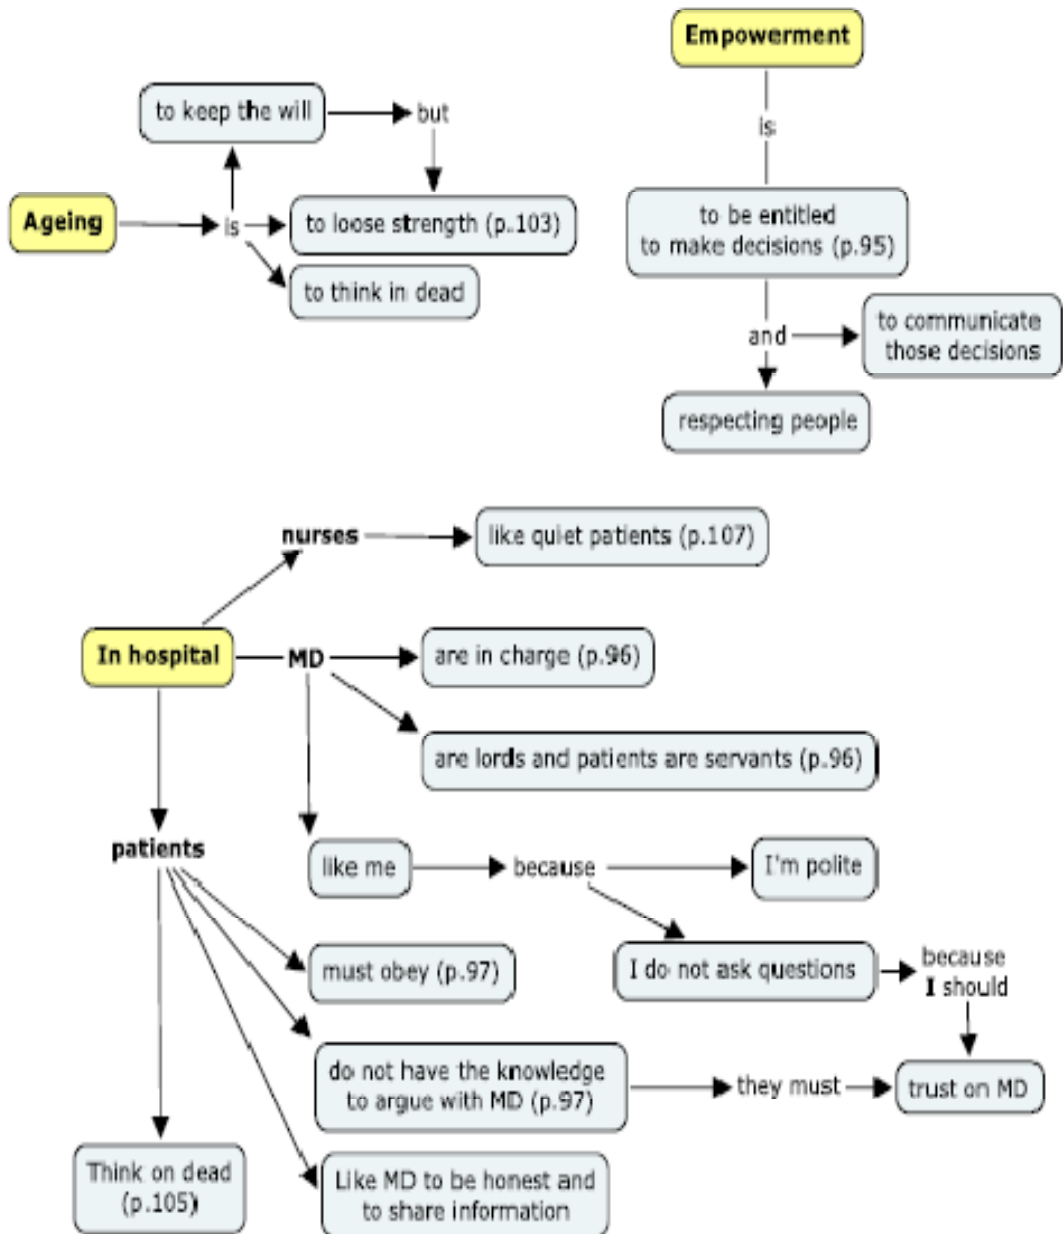 Empowerment
to keep the will
but
is
Ageing
is
to loose strength (p.103)
to think in dead
to be entitled
to make decisions (p.95)
and
to communicate
those decisions
respecting people
nurses
like quiet patients (p.107)
In hospital
MD
are in charge (p.96)
are lords and patients are servants (p.96)
patients
like me
because
I'm polite
must obey (p.97)
I do not ask questions
because
I should
do not have the knowledge
to argue with MD (p.97)
they must
trust on MD
Think on dead
(p.105)
Like MD to be honest and
to share information